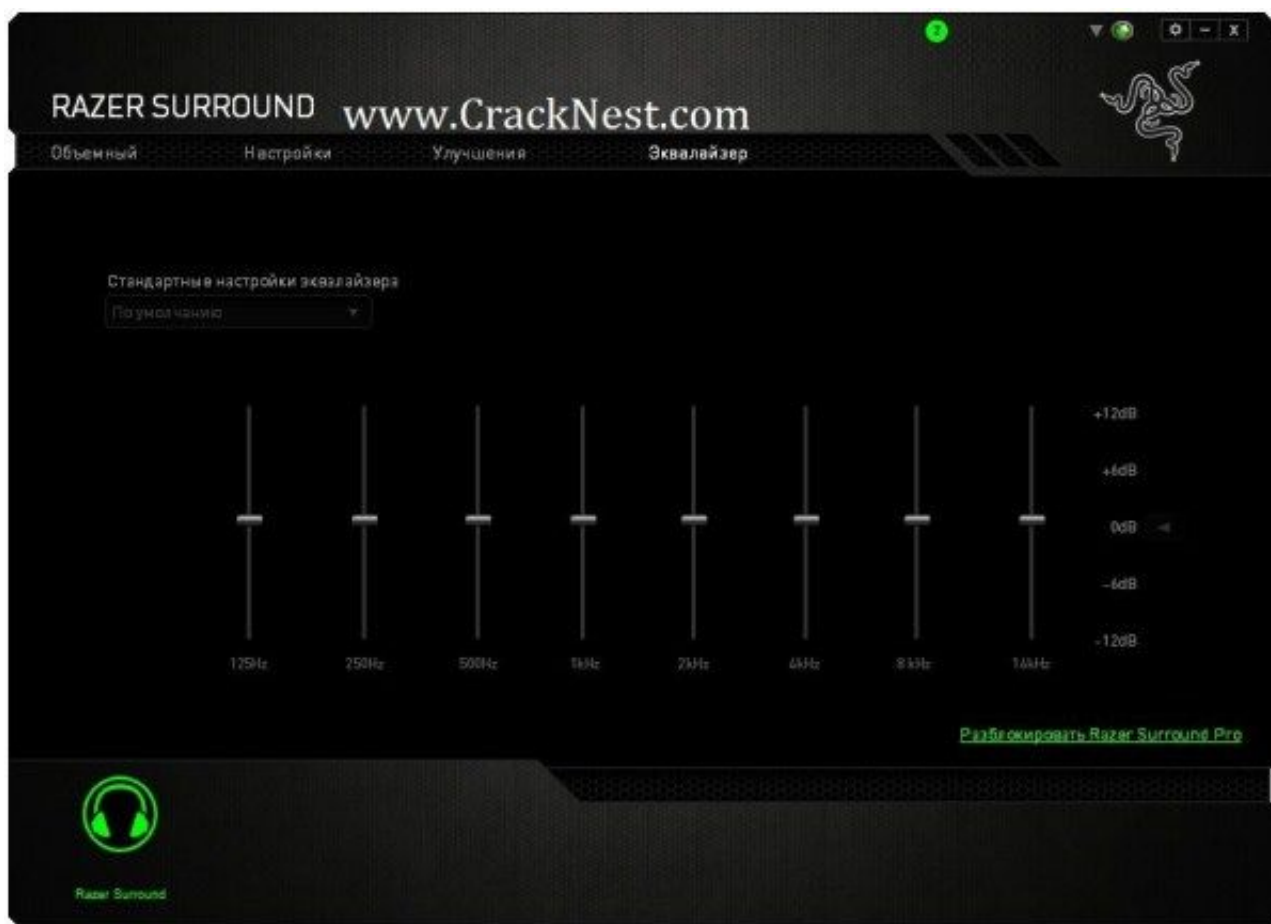 2
RAZER SURROUND
www.CrackNest.com
Объемный Настройки Улучшения Эквалайзер
Стандартные настройки эквалайзера
По умолчанию
+12dB
+6dB
0dB
-6dB
-12dB
125Hz 250Hz 500Hz 1kHz 2kHz 4kHz 8kHz 16kHz
Разблокировать Razer Surround Pro
Razer Surround